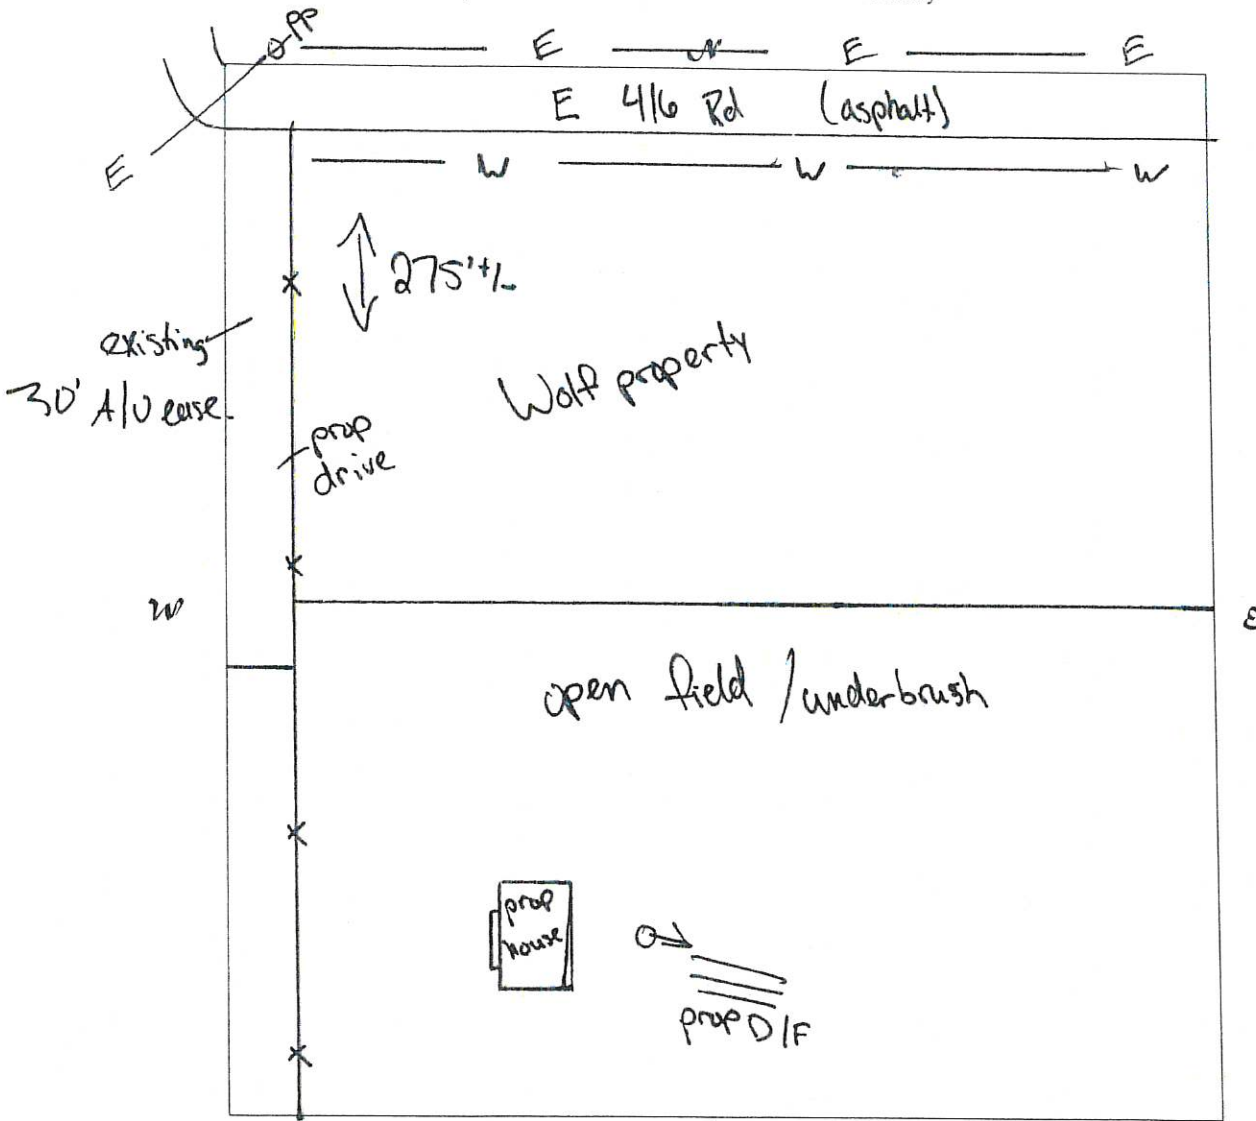 PP
E N E E
E 416 Rd (asphalt)
E
W W W
275'+/-
existing
30' A/U ease.
Wolf property
prop
drive
W
E
open field / underbrush
prop
house
prop D/F